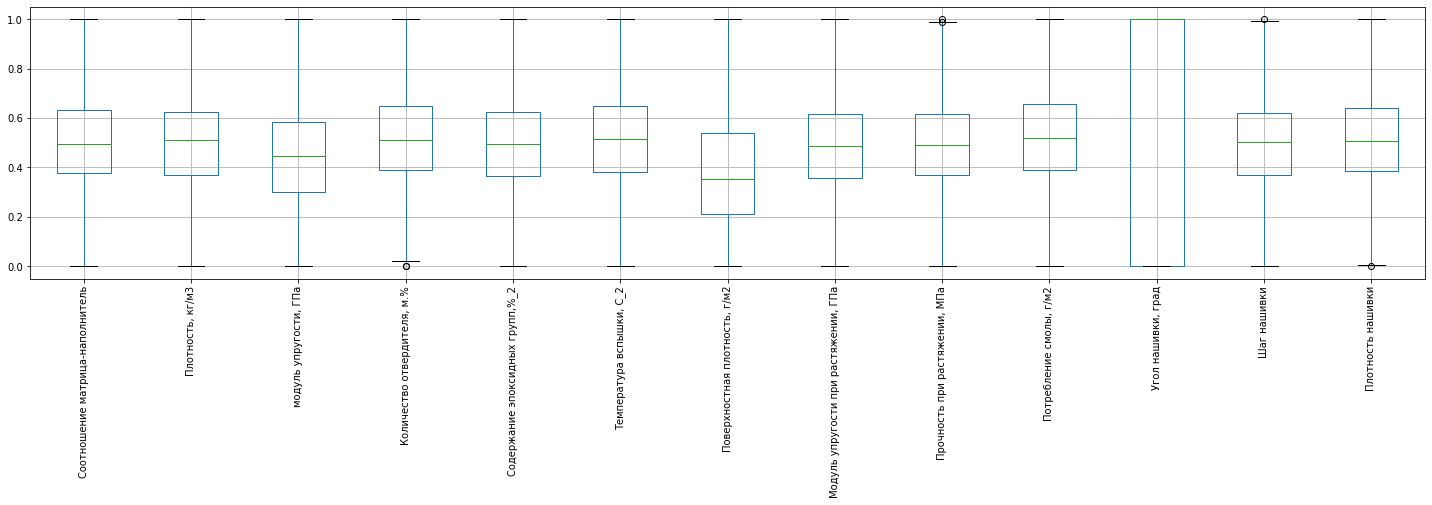 1.0
0.8
0.6
0.4
0.2
0.0
Соотношение матрица-наполнитель
Плотность, кг/м3
модуль упругости, ГПа
Количество отвердителя, м.%
Содержание эпоксидных групп,%_2
Температура вспышки, С_2
Поверхностная плотность, г/м2
Модуль упругости при растяжении, ГПа
Прочность при растяжении, МПа
Потребление смолы, г/м2
Угол нашивки, град
Шаг нашивки
Плотность нашивки